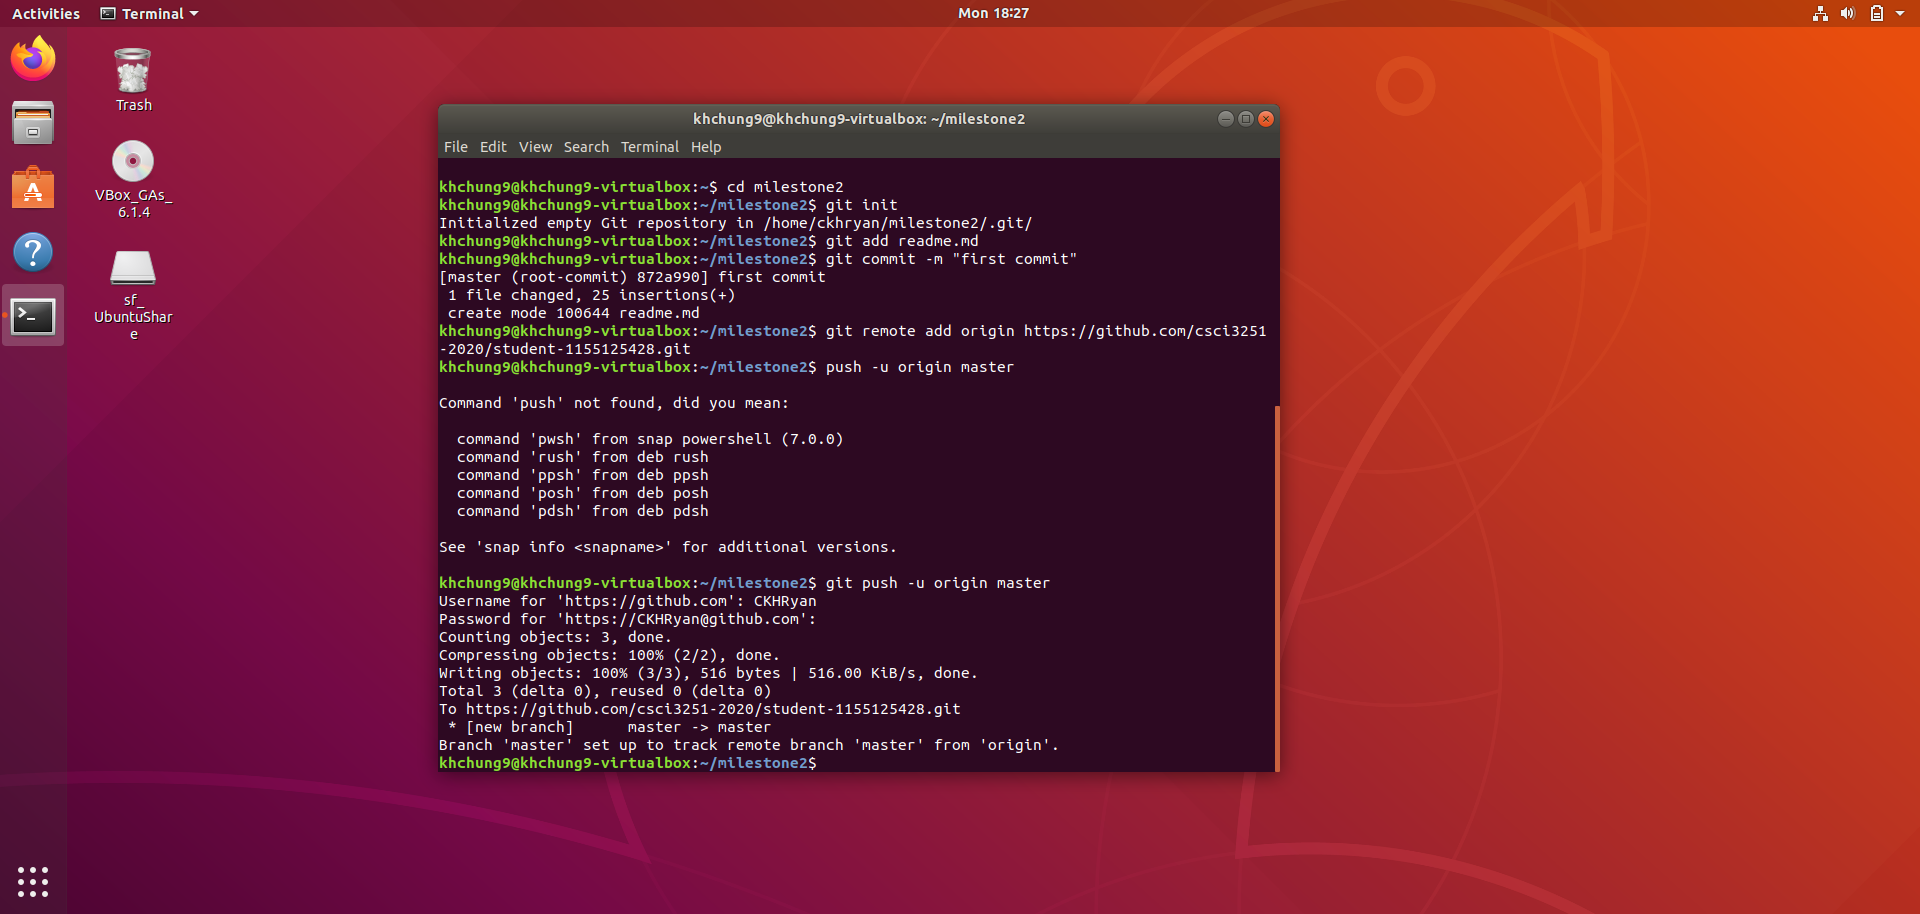 Activities
Terminal
Mon 18:27
Trash
VBox_GAs_
6.1.4
sf_
UbuntuShar
e
khchung9@khchung9-virtualbox: ~/milestone2
File Edit View Search Terminal Help
khchung9@khchung9-virtualbox:~$ cd milestone2
khchung9@khchung9-virtualbox:~/milestone2$ git init
Initialized empty Git repository in /home/ckhryan/milestone2/.git/
khchung9@khchung9-virtualbox:~/milestone2$ git add readme.md
khchung9@khchung9-virtualbox:~/milestone2$ git commit -m "first commit"
[master (root-commit) 872a990] first commit
 1 file changed, 25 insertions(+)
 create mode 100644 readme.md
khchung9@khchung9-virtualbox:~/milestone2$ git remote add origin https://github.com/csci3251
-2020/student-1155125428.git
khchung9@khchung9-virtualbox:~/milestone2$ push -u origin master
Command 'push' not found, did you mean:
  command 'pwsh' from snap powershell (7.0.0)
  command 'rush' from deb rush
  command 'ppsh' from deb ppsh
  command 'posh' from deb posh
  command 'pdsh' from deb pdsh
See 'snap info <snapname>' for additional versions.
khchung9@khchung9-virtualbox:~/milestone2$ git push -u origin master
Username for 'https://github.com': CKHRyan
Password for 'https://CKHRyan@github.com':
Counting objects: 3, done.
Compressing objects: 100% (2/2), done.
Writing objects: 100% (3/3), 516 bytes | 516.00 KiB/s, done.
Total 3 (delta 0), reused 0 (delta 0)
To https://github.com/csci3251-2020/student-1155125428.git
 * [new branch]      master -> master
Branch 'master' set up to track remote branch 'master' from 'origin'.
khchung9@khchung9-virtualbox:~/milestone2$